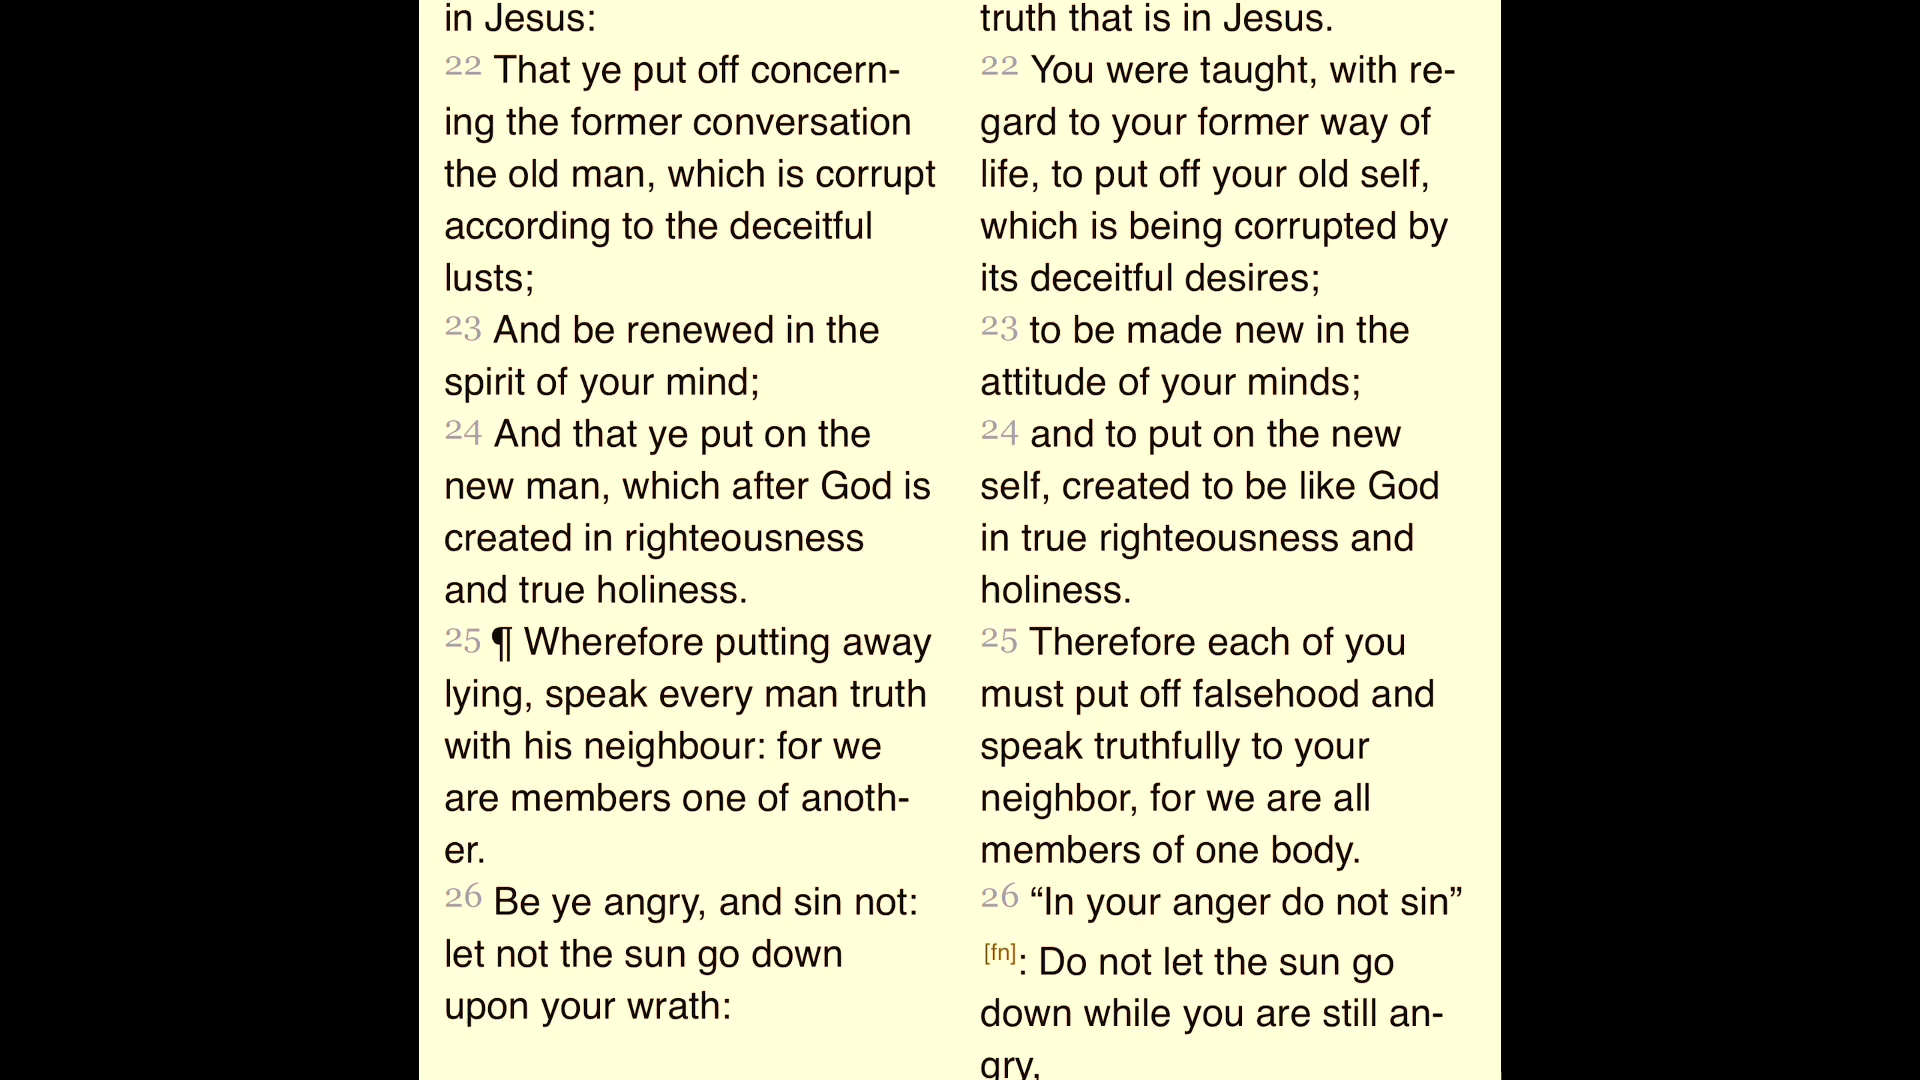 in Jesus:
22 That ye put off concern-
ing the former conversation
the old man, which is corrupt
according to the deceitful
lusts;
23 And be renewed in the
spirit of your mind;
24 And that ye put on the
new man, which after God is
created in righteousness
and true holiness.
25 ¶ Wherefore putting away
lying, speak every man truth
with his neighbour: for we
are members one of anoth-
er.
26 Be ye angry, and sin not:
let not the sun go down
upon your wrath:
truth that is in Jesus.
22 You were taught, with re-
gard to your former way of
life, to put off your old self,
which is being corrupted by
its deceitful desires;
23 to be made new in the
attitude of your minds;
24 and to put on the new
self, created to be like God
in true righteousness and
holiness.
25 Therefore each of you
must put off falsehood and
speak truthfully to your
neighbor, for we are all
members of one body.
26 “In your anger do not sin”
[fn]: Do not let the sun go
down while you are still an-
gry,